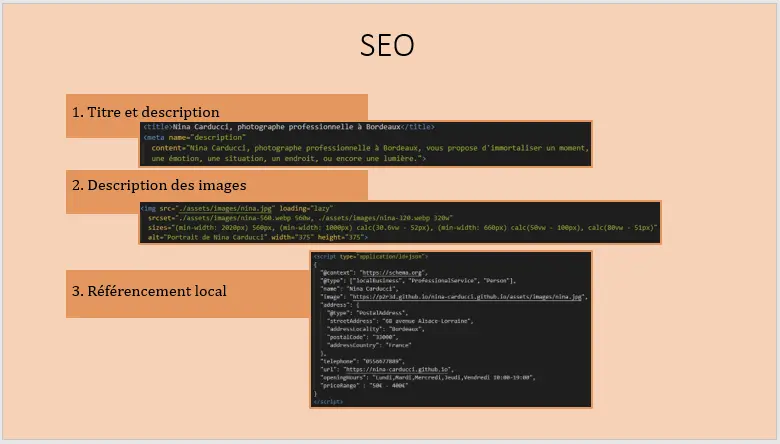 SEO
1. Titre et description
<title>Nina Carducci, photographe professionnelle à Bordeaux</title>
<meta name="description"
content="Nina Carducci, photographe professionnelle à Bordeaux, vous propose d'immortaliser un moment,
une émotion, une situation, un endroit, ou encore une lumière.">
2. Description des images
<img src="./assets/images/nina.jpg" loading="lazy"
srcset="./assets/images/nina-560.webp 560w, ./assets/images/nina-320.webp 320w"
sizes="(min-width: 2020px) 560px, (min-width: 1000px) calc(30.6vw - 52px), (min-width: 660px) calc(50vw - 100px), calc(80vw - 51px)"
alt="Portrait de Nina Carducci" width="375" height="375">
3. Référencement local
<script type="application/ld+json">
{
"@context": "https://schema.org",
"@type": ["localbusiness", "ProfessionalService", "Person"],
"name": "Nina Carducci",
"image": "https://p2r3d.github.io/nina-carducci.github.io/assets/images/nina.jpg",
"address": {
"@type": "PostalAddress",
"streetAddress": "68 avenue Alsace-Lorraine",
"addressLocality": "Bordeaux",
"postalCode": "33000",
"addressCountry": "France"
},
"telephone": "0556677889",
"url": "https://nina-carducci.github.io",
"openingHours": "Lundi,Mardi,Mercredi,Jeudi,Vendredi 10:00-19:00",
"priceRange" : "50€ - 400€"
}
</script>